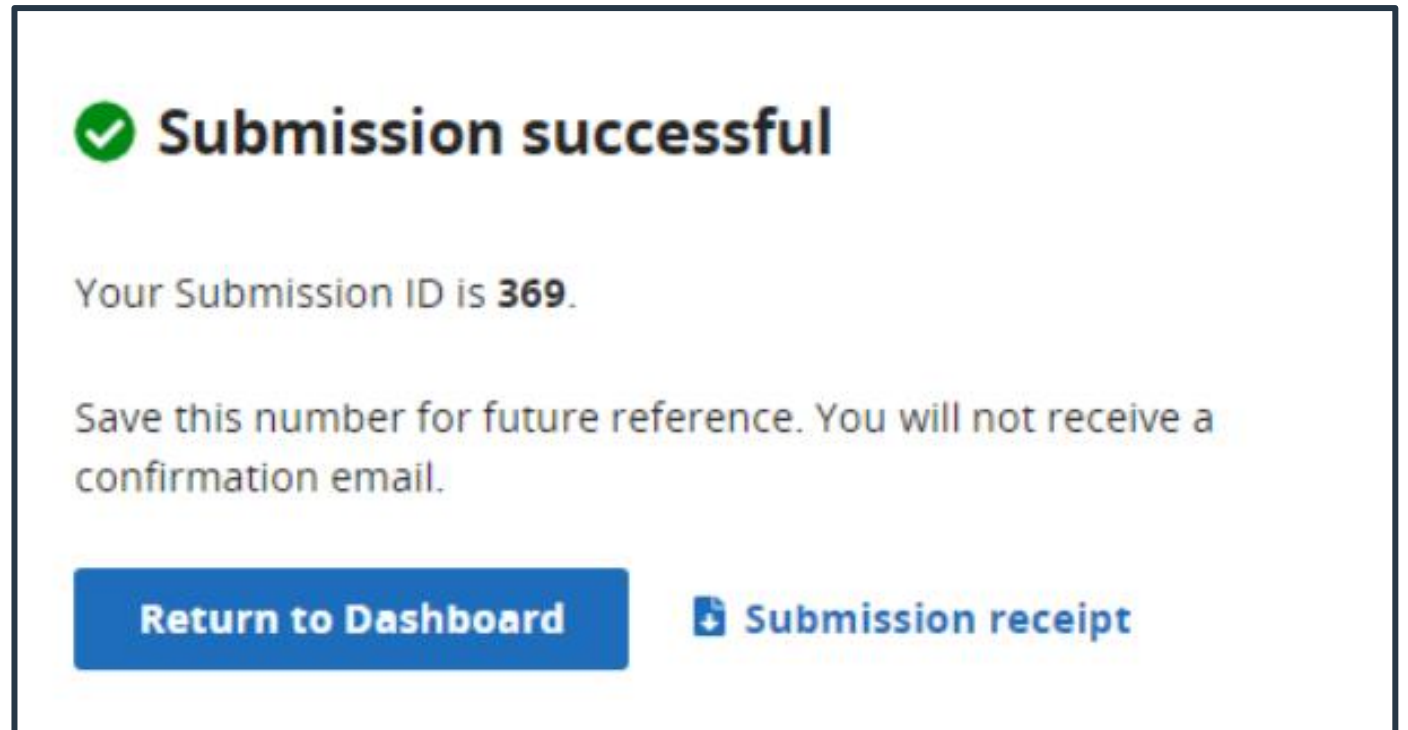 Submission successful
Your Submission ID is 369.
Save this number for future reference. You will not receive a
confirmation email.
Return to Dashboard
Submission receipt